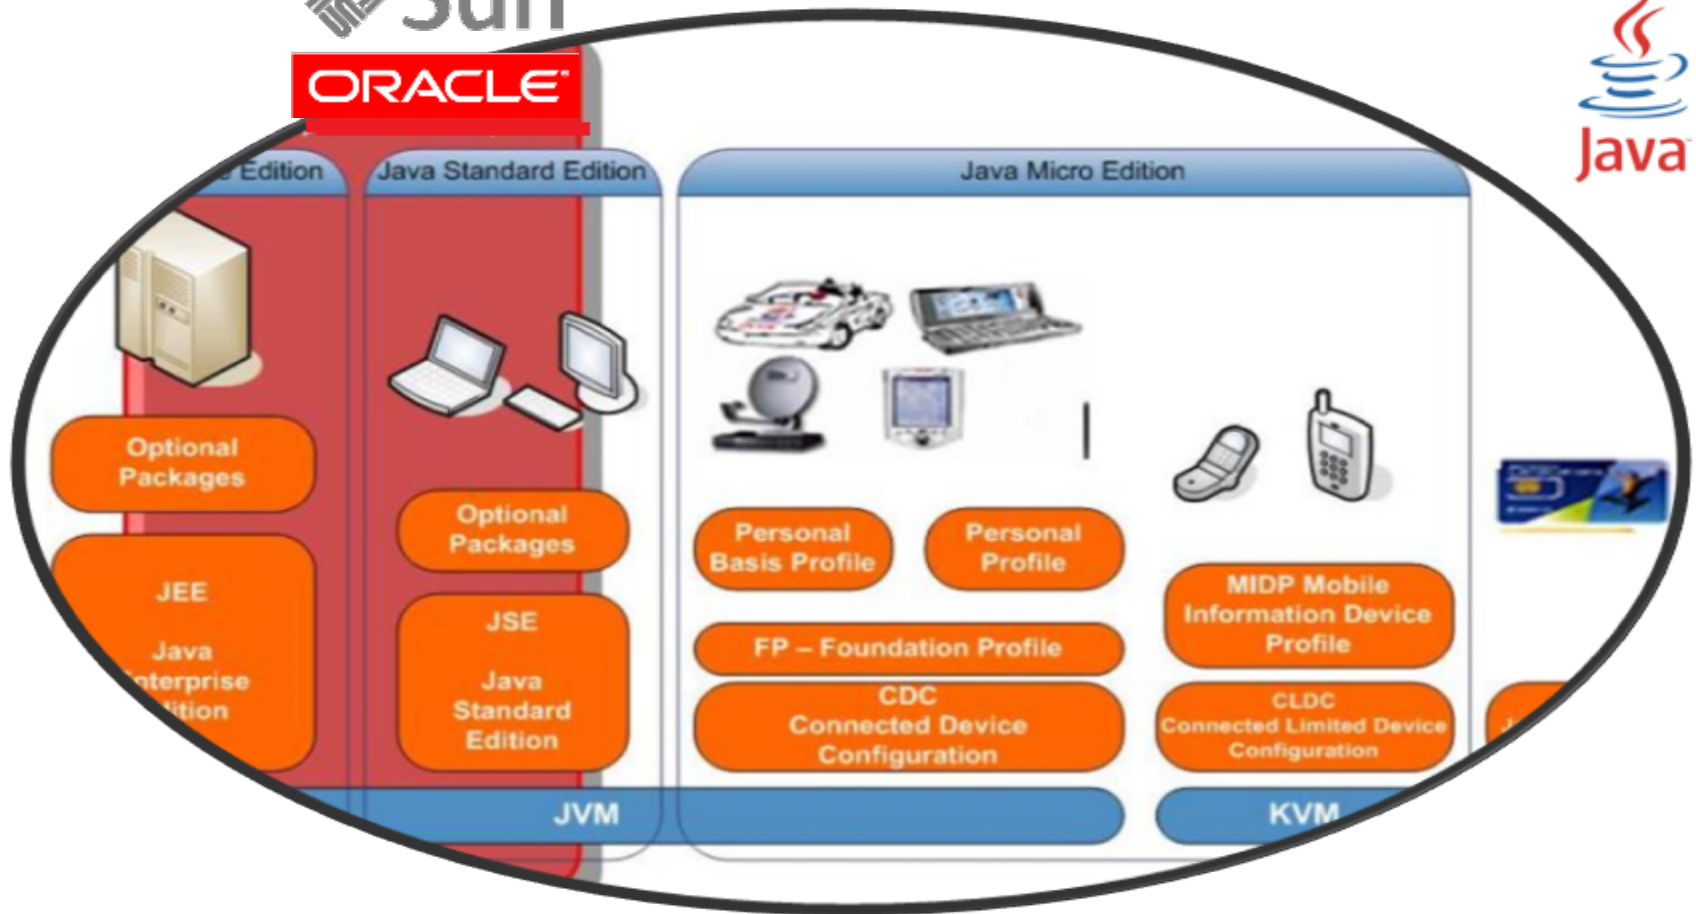 Sun
ORACLE
Java
Edition
Java Standard Edition
Java Micro Edition
Optional
Packages
JEE
Java
Optional
Packages
JSE
Java
Standard
Edition
Personal
Basis Profile
Personal
Profile
FP – Foundation Profile
CDC
Connected Device
Configuration
MIDP Mobile
Information Device
Profile
CLDC
Connected Limited Device
Configuration
JVM
KVM